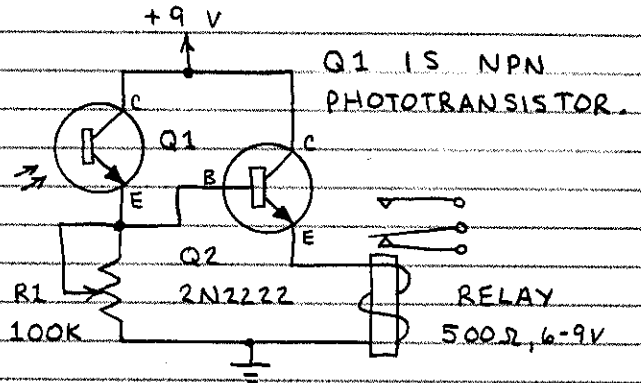 +9 V
Q1 IS NPN
PHOTOTRANSISTOR.
C
Q1
C
B
E
E
Q2
R1
2N2222
RELAY
100K
500Ω, 6-9V